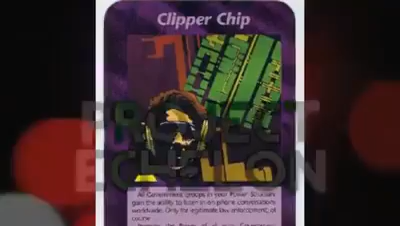 Clipper Chip
PROJECT
ECHELON
All Government groups in your Power Structure
gain the ability to listen in on phone conversations
worldwide. Only for legitimate law enforcement, of
course.